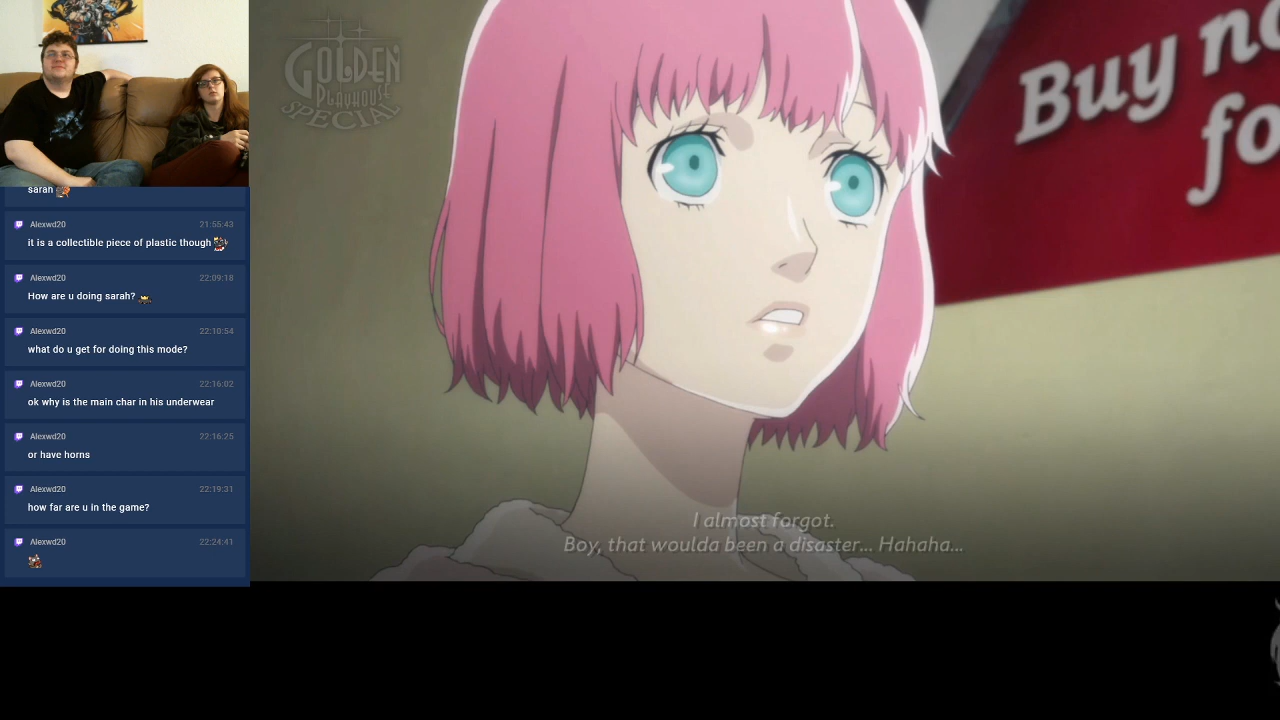 sarah
Alexwd20 21:55:43
it is a collectible piece of plastic though
Alexwd20 22:09:18
How are u doing sarah?
Alexwd20 22:10:54
what do u get for doing this mode?
Alexwd20 22:16:02
ok why is the main char in his underwear
Alexwd20 22:16:25
or have horns
Alexwd20 22:19:31
how far are u in the game?
Alexwd20 22:24:41
GOLDEN
PLAYHOUSE
SPECIAL
Buy no
fo
I almost forgot.
Boy, that woulda been a disaster... Hahaha...